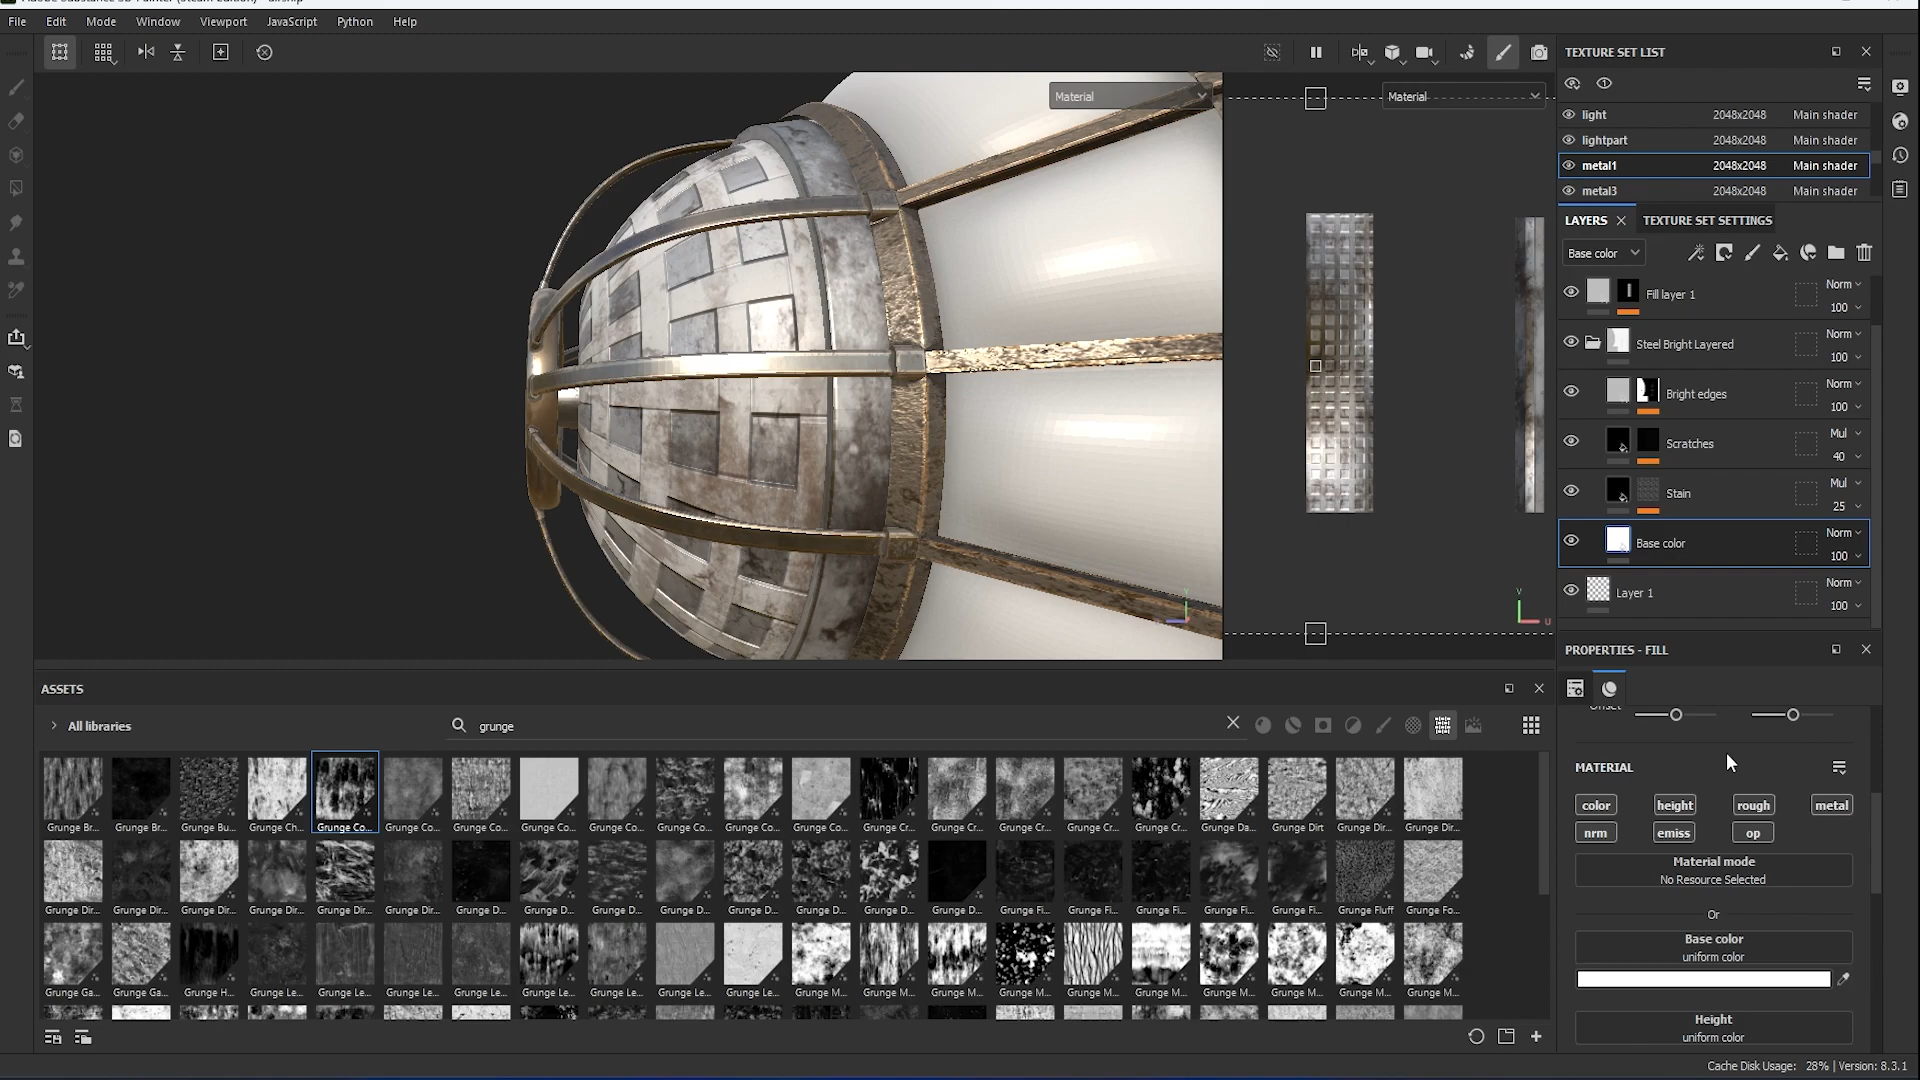 File Edit Mode Window Viewport JavaScript Python Help
Material
Material
TEXTURE SET LIST
light 2048x2048 Main shader
lightpart 2048x2048 Main shader
metal1 2048x2048 Main shader
metal3 2048x2048 Main shader
LAYERS TEXTURE SET SETTINGS
Base color
Fill layer 1 Norm
100
Steel Bright Layered Norm
100
Bright edges Norm
100
Scratches Mul
40
Stain Mul
25
Base color Norm
100
Layer 1 Norm
100
V
U
PROPERTIES - FILL
Offset
MATERIAL
color height rough metal
nrm emiss op
Material mode
No Resource Selected
Or
Base color
uniform color
Height
uniform color
ASSETS
All libraries
grunge
Grunge Br... Grunge Br... Grunge Bu... Grunge Ch... Grunge Co... Grunge Co... Grunge Co... Grunge Co... Grunge Co... Grunge Co... Grunge Co... Grunge Co... Grunge Cr... Grunge Cr... Grunge Cr... Grunge Cr... Grunge Cr... Grunge Da... Grunge Dirt Grunge Dir... Grunge Dir...
Grunge Dir... Grunge Dir... Grunge Dir... Grunge Dir... Grunge Dir... Grunge Dir... Grunge D... Grunge D... Grunge D... Grunge D... Grunge D... Grunge D... Grunge D... Grunge D... Grunge Fi... Grunge Fi... Grunge Fi... Grunge Fi... Grunge Fi... Grunge Fluff Grunge Fo...
Grunge Ga... Grunge Ga... Grunge H... Grunge Le... Grunge Le... Grunge Le... Grunge Le... Grunge Le... Grunge Le... Grunge Le... Grunge Le... Grunge M... Grunge M... Grunge M... Grunge M... Grunge M... Grunge M... Grunge M... Grunge M... Grunge M... Grunge M...
Cache Disk Usage: 28% | Version: 8.3.1